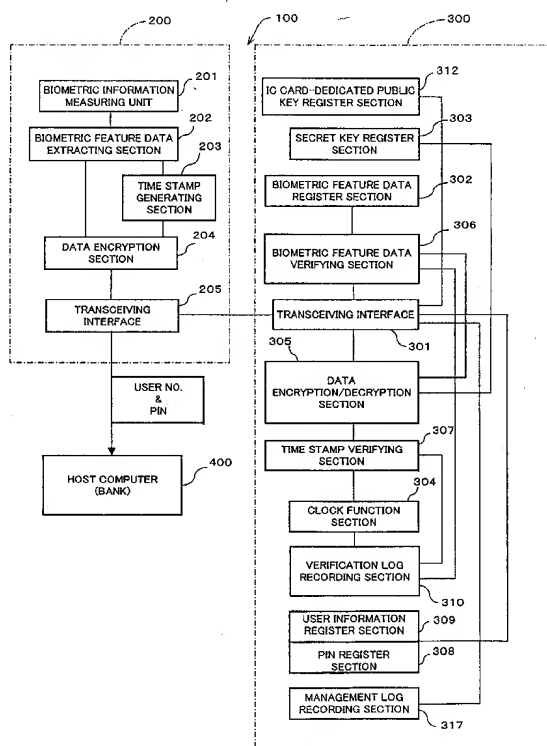 100
200
300
BIOMETRIC INFORMATION
MEASURING UNIT
201
BIOMETRIC FEATURE DATA
EXTRACTING SECTION
202
203
TIME STAMP
GENERATING
SECTION
DATA ENCRYPTION
SECTION
204
TRANSCEIVING
INTERFACE
205
USER NO.
&
PIN
HOST COMPUTER
(BANK)
400
IC CARD-DEDICATED PUBLIC
KEY REGISTER SECTION
312
SECRET KEY REGISTER
SECTION
303
BIOMETRIC FEATURE DATA
REGISTER SECTION
302
BIOMETRIC FEATURE DATA
VERIFYING SECTION
306
TRANSCEIVING INTERFACE
301
305
DATA
ENCRYPTION/DECRYPTION
SECTION
307
TIME STAMP VERIFYING
SECTION
304
CLOCK FUNCTION
SECTION
VERIFICATION LOG
RECORDING SECTION
310
USER INFORMATION
REGISTER SECTION
309
PIN REGISTER
SECTION
308
MANAGEMENT LOG
RECORDING SECTION
317